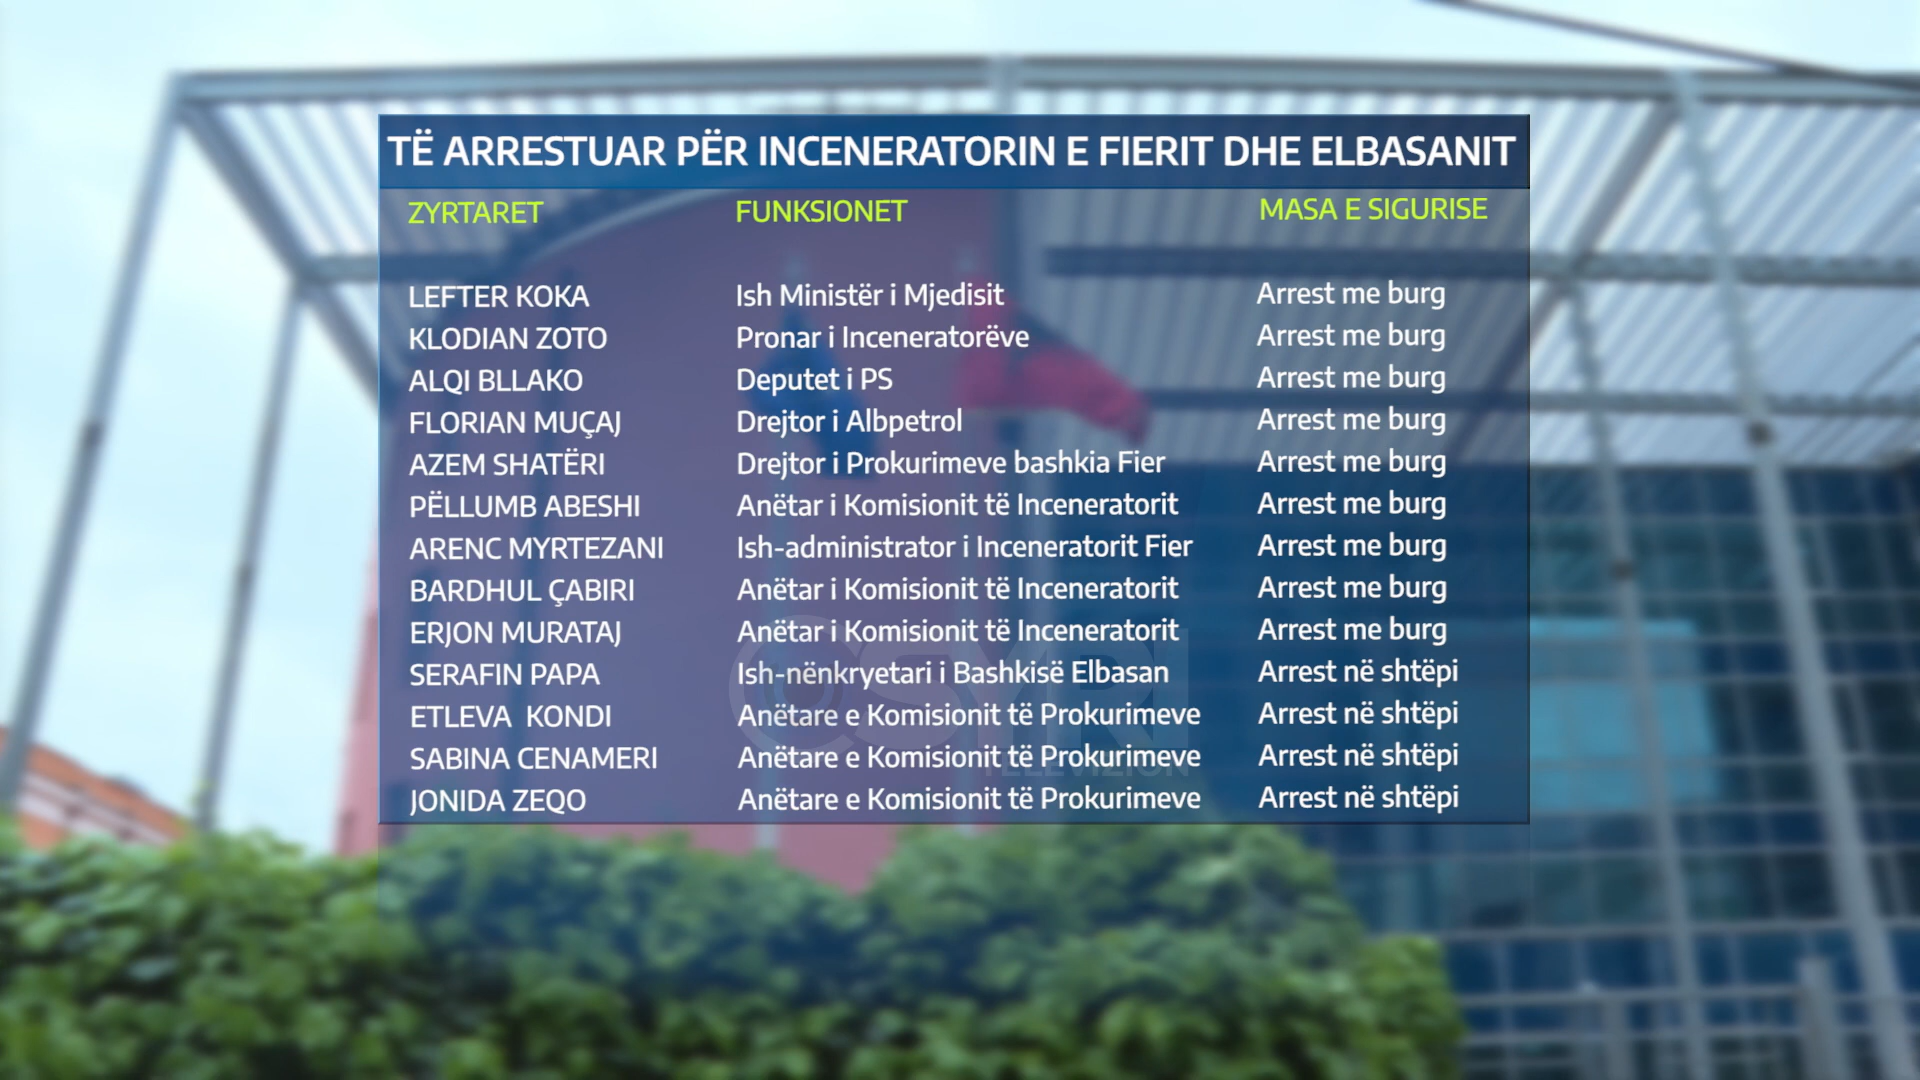 TË ARRESTUAR PËR INCENERATORIN E FIERIT DHE ELBASANIT
ZYRTARET FUNKSIONET MASA E SIGURISE
LEFTER KOKA Ish Ministër i Mjedisit Arrest me burg
KLODIAN ZOTO Pronar i Inceneratorëve Arrest me burg
ALQI BLLAKO Deputet i PS Arrest me burg
FLORIAN MUÇAJ Drejtor i Albpetrol Arrest me burg
AZEM SHATËRI Drejtor i Prokurimeve bashkia Fier Arrest me burg
PËLLUMB ABESHI Anëtar i Komisionit të Inceneratorit Arrest me burg
ARENC MYRTEZANI Ish-administrator i Inceneratorit Fier Arrest me burg
BARDHUL ÇABIRI Anëtar i Komisionit të Inceneratorit Arrest me burg
ERJON MURATAJ Anëtar i Komisionit të Inceneratorit Arrest me burg
SERAFIN PAPA Ish-nënkryetari i Bashkisë Elbasan Arrest në shtëpi
ETLEVA KONDI Anëtare e Komisionit të Prokurimeve Arrest në shtëpi
SABINA CENAMERI Anëtare e Komisionit të Prokurimeve Arrest në shtëpi
JONIDA ZEQO Anëtare e Komisionit të Prokurimeve Arrest në shtëpi
SYRI
TELEVIZION